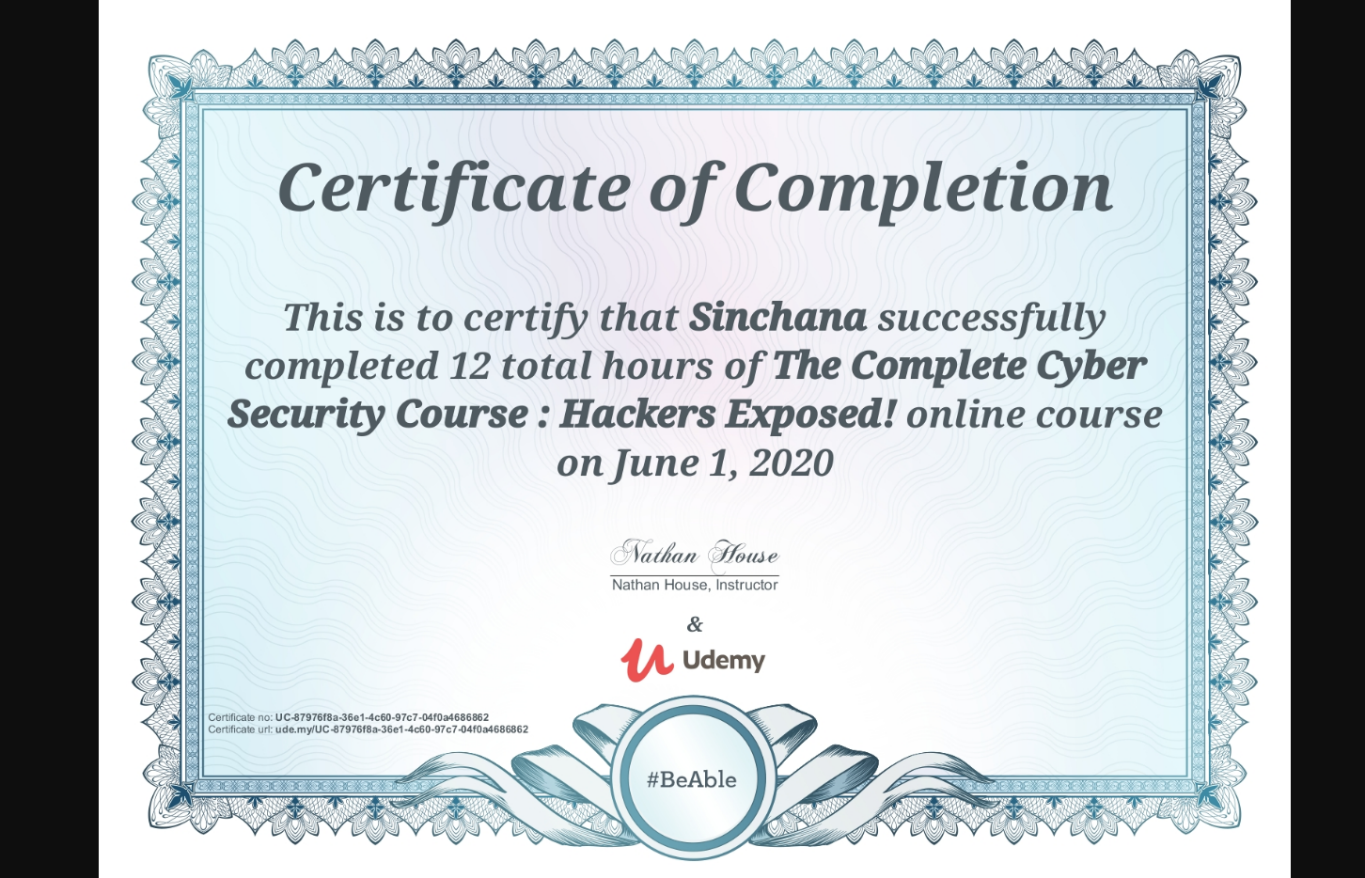 Certificate of Completion
This is to certify that Sinchana successfully
completed 12 total hours of The Complete Cyber
Security Course : Hackers Exposed! online course
on June 1, 2020
Nathan House
Nathan House, Instructor
&
Udemy
Certificate no: UC-87976f8a-36e1-4c60-97c7-04f0a4686862
Certificate url: ude.my/UC-87976f8a-36e1-4c60-97c7-04f0a4686862
#BeAble